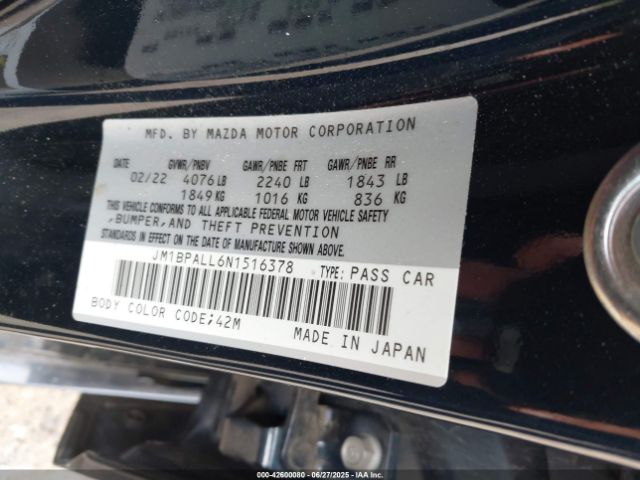 MFD. BY MAZDA MOTOR CORPORATION
DATE GVWR/PNBV GAWR/PNBE FRT GAWR/PNBE RR
02/22 4076 LB 2240 LB 1843 LB
1849 KG 1016 KG 836 KG
THIS VEHICLE CONFORMS TO ALL APPLICABLE FEDERAL MOTOR VEHICLE SAFETY
,BUMPER,AND THEFT PREVENTION
STANDARDS IN EFFECT ON THE DATE OF MANUFACTURE SHOWN ABOVE.
JM1BPALL6N1516378 TYPE: PASS CAR
BODY COLOR CODE;42M
MADE IN JAPAN
000-42600080 | 06/27/2025 - IAAI.COM